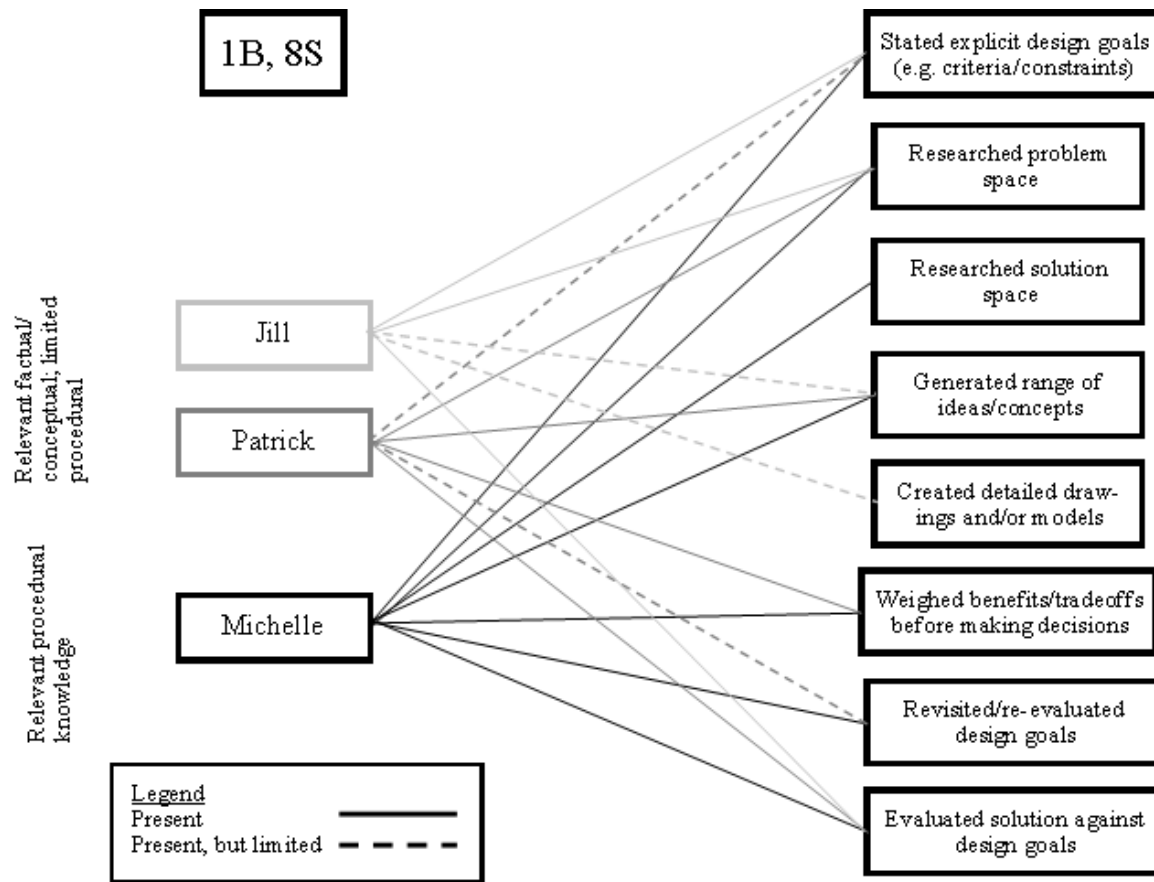 1B, 8S
Stated explicit design goals
(e.g. criteria/constraints)
Researched problem
space
Researched solution
space
Generated range of
ideas/concepts
Created detailed draw-
ings and/or models
Weighed benefits/tradeoffs
before making decisions
Revisited/re-evaluated
design goals
Evaluated solution against
design goals
Relevant factual/
conceptual; limited
procedural
Jill
Patrick
Relevant procedural
knowledge
Michelle
Legend
Present
Present, but limited